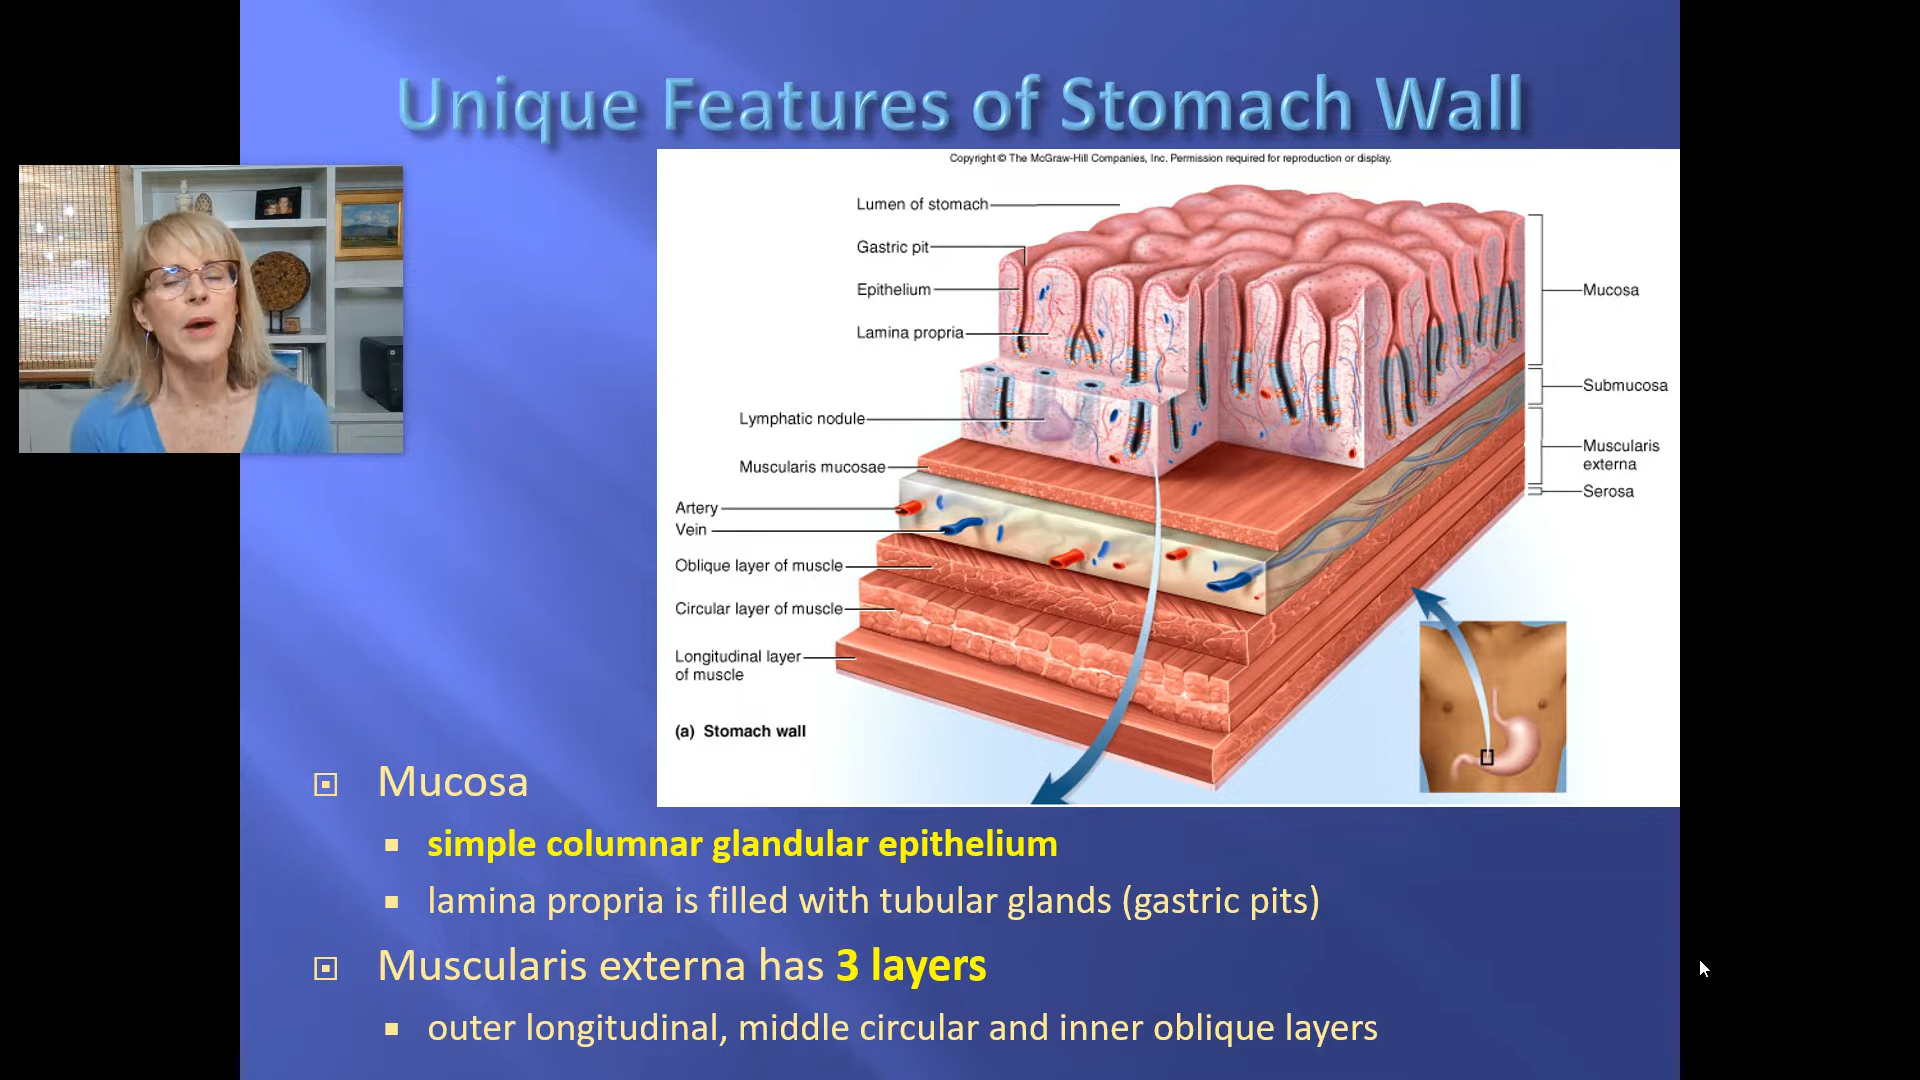 Unique Features of Stomach Wall
Copyright © The McGraw-Hill Companies, Inc. Permission required for reproduction or display.
Lumen of stomach
Gastric pit
Epithelium
Lamina propria
Lymphatic nodule
Muscularis mucosae
Artery
Vein
Oblique layer of muscle
Circular layer of muscle
Longitudinal layer
of muscle
(a) Stomach wall
Mucosa
Submucosa
Muscularis
externa
Serosa
Mucosa
simple columnar glandular epithelium
lamina propria is filled with tubular glands (gastric pits)
Muscularis externa has 3 layers
outer longitudinal, middle circular and inner oblique layers